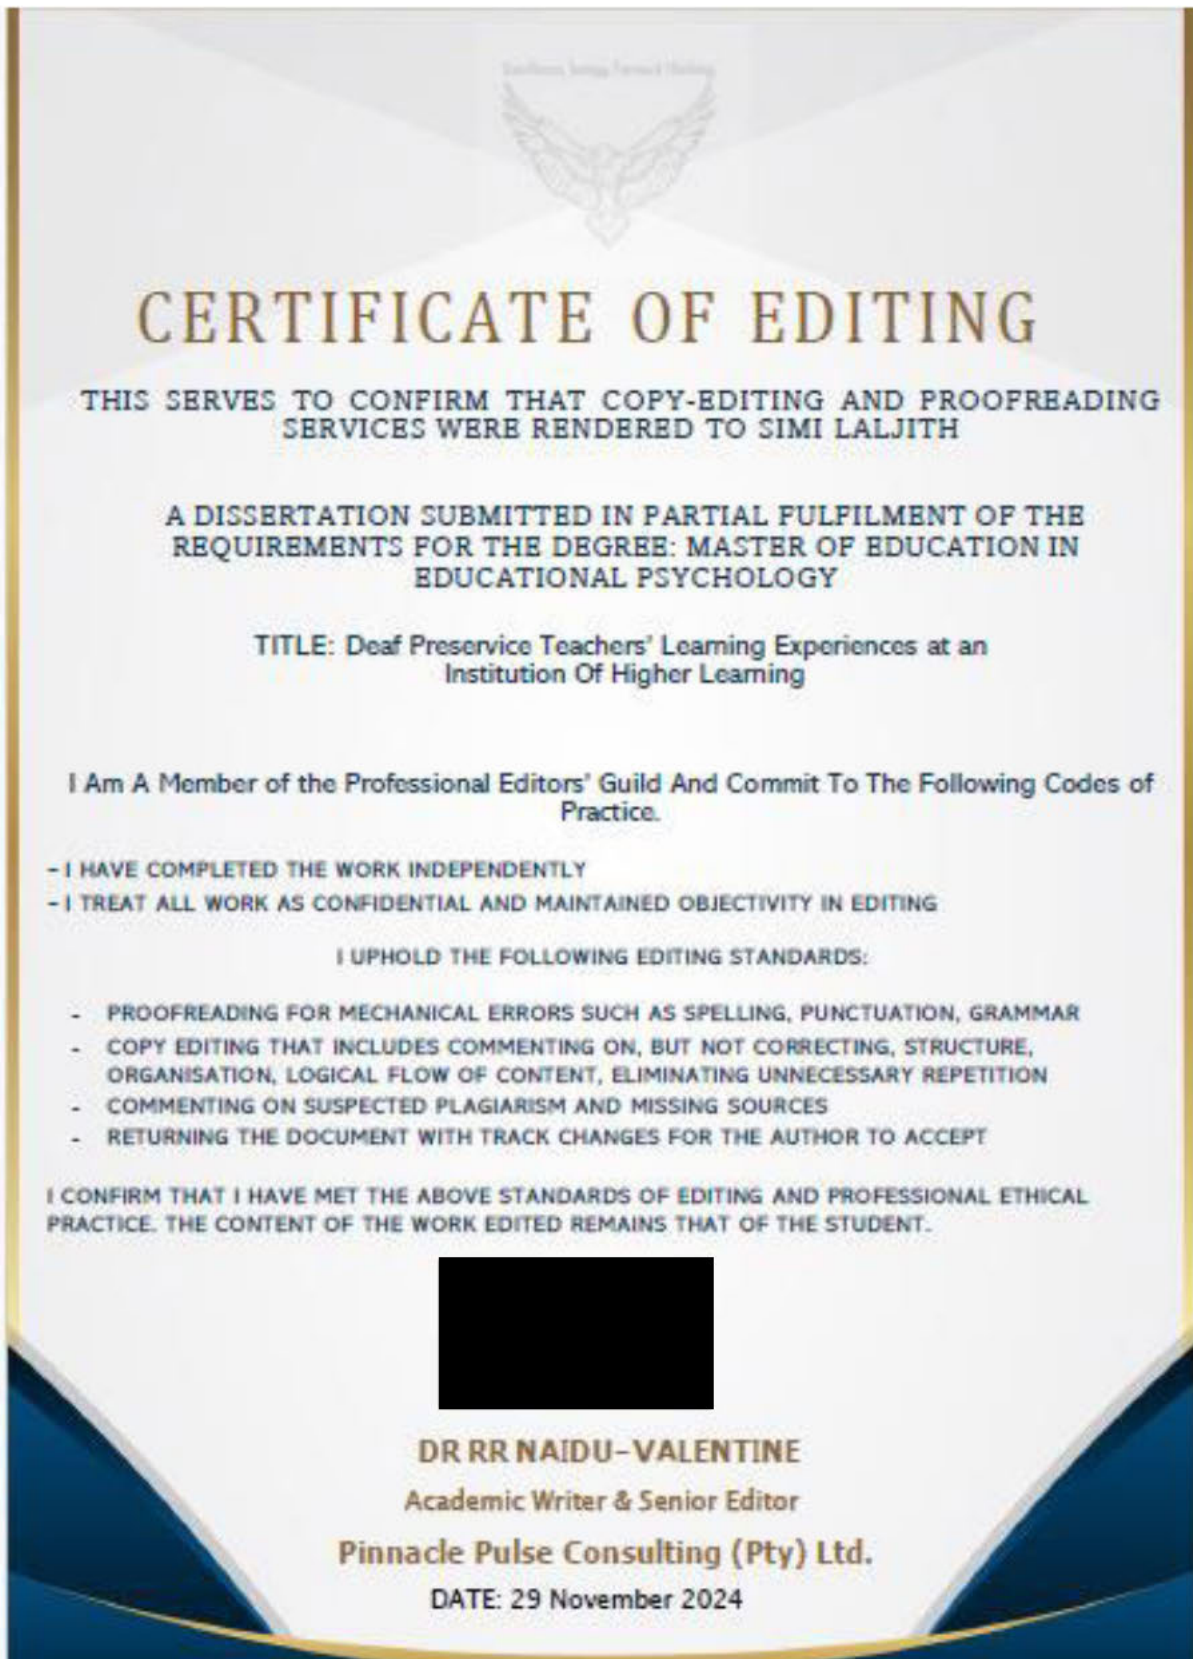 CERTIFICATE OF EDITING
THIS SERVES TO CONFIRM THAT COPY-EDITING AND PROOFREADING
SERVICES WERE RENDERED TO SIMI LALJITH
A DISSERTATION SUBMITTED IN PARTIAL FULFILMENT OF THE
REQUIREMENTS FOR THE DEGREE: MASTER OF EDUCATION IN
EDUCATIONAL PSYCHOLOGY
TITLE: Deaf Preservice Teachers' Learning Experiences at an
Institution Of Higher Learning
I Am A Member of the Professional Editors' Guild And Commit To The Following Codes of
Practice.
- I HAVE COMPLETED THE WORK INDEPENDENTLY
- I TREAT ALL WORK AS CONFIDENTIAL AND MAINTAINED OBJECTIVITY IN EDITING
I UPHOLD THE FOLLOWING EDITING STANDARDS:
- PROOFREADING FOR MECHANICAL ERRORS SUCH AS SPELLING, PUNCTUATION, GRAMMAR
- COPY EDITING THAT INCLUDES COMMENTING ON, BUT NOT CORRECTING, STRUCTURE,
ORGANISATION, LOGICAL FLOW OF CONTENT, ELIMINATING UNNECESSARY REPETITION
- COMMENTING ON SUSPECTED PLAGIARISM AND MISSING SOURCES
- RETURNING THE DOCUMENT WITH TRACK CHANGES FOR THE AUTHOR TO ACCEPT
I CONFIRM THAT I HAVE MET THE ABOVE STANDARDS OF EDITING AND PROFESSIONAL ETHICAL
PRACTICE. THE CONTENT OF THE WORK EDITED REMAINS THAT OF THE STUDENT.
DR RR NAIDU-VALENTINE
Academic Writer & Senior Editor
Pinnacle Pulse Consulting (Pty) Ltd.
DATE: 29 November 2024